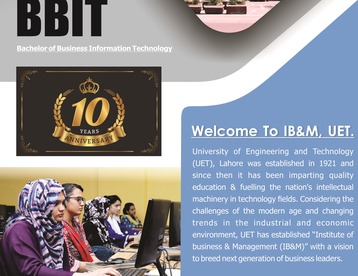 BBIT
Bachelor of Business Information Technology
10
YEARS
ANNIVERSARY
Welcome To IB&M, UET.
University of Engineering and Technology
(UET), Lahore was established in 1921 and
since then it has been imparting quality
education & fuelling the nation's intellectual
machinery in technology fields. Considering the
challenges of the modern age and changing
trends in the industrial and economic
environment, UET has established "Institute of
business & Management (IB&M)" with a vision
to breed next generation of business leaders.